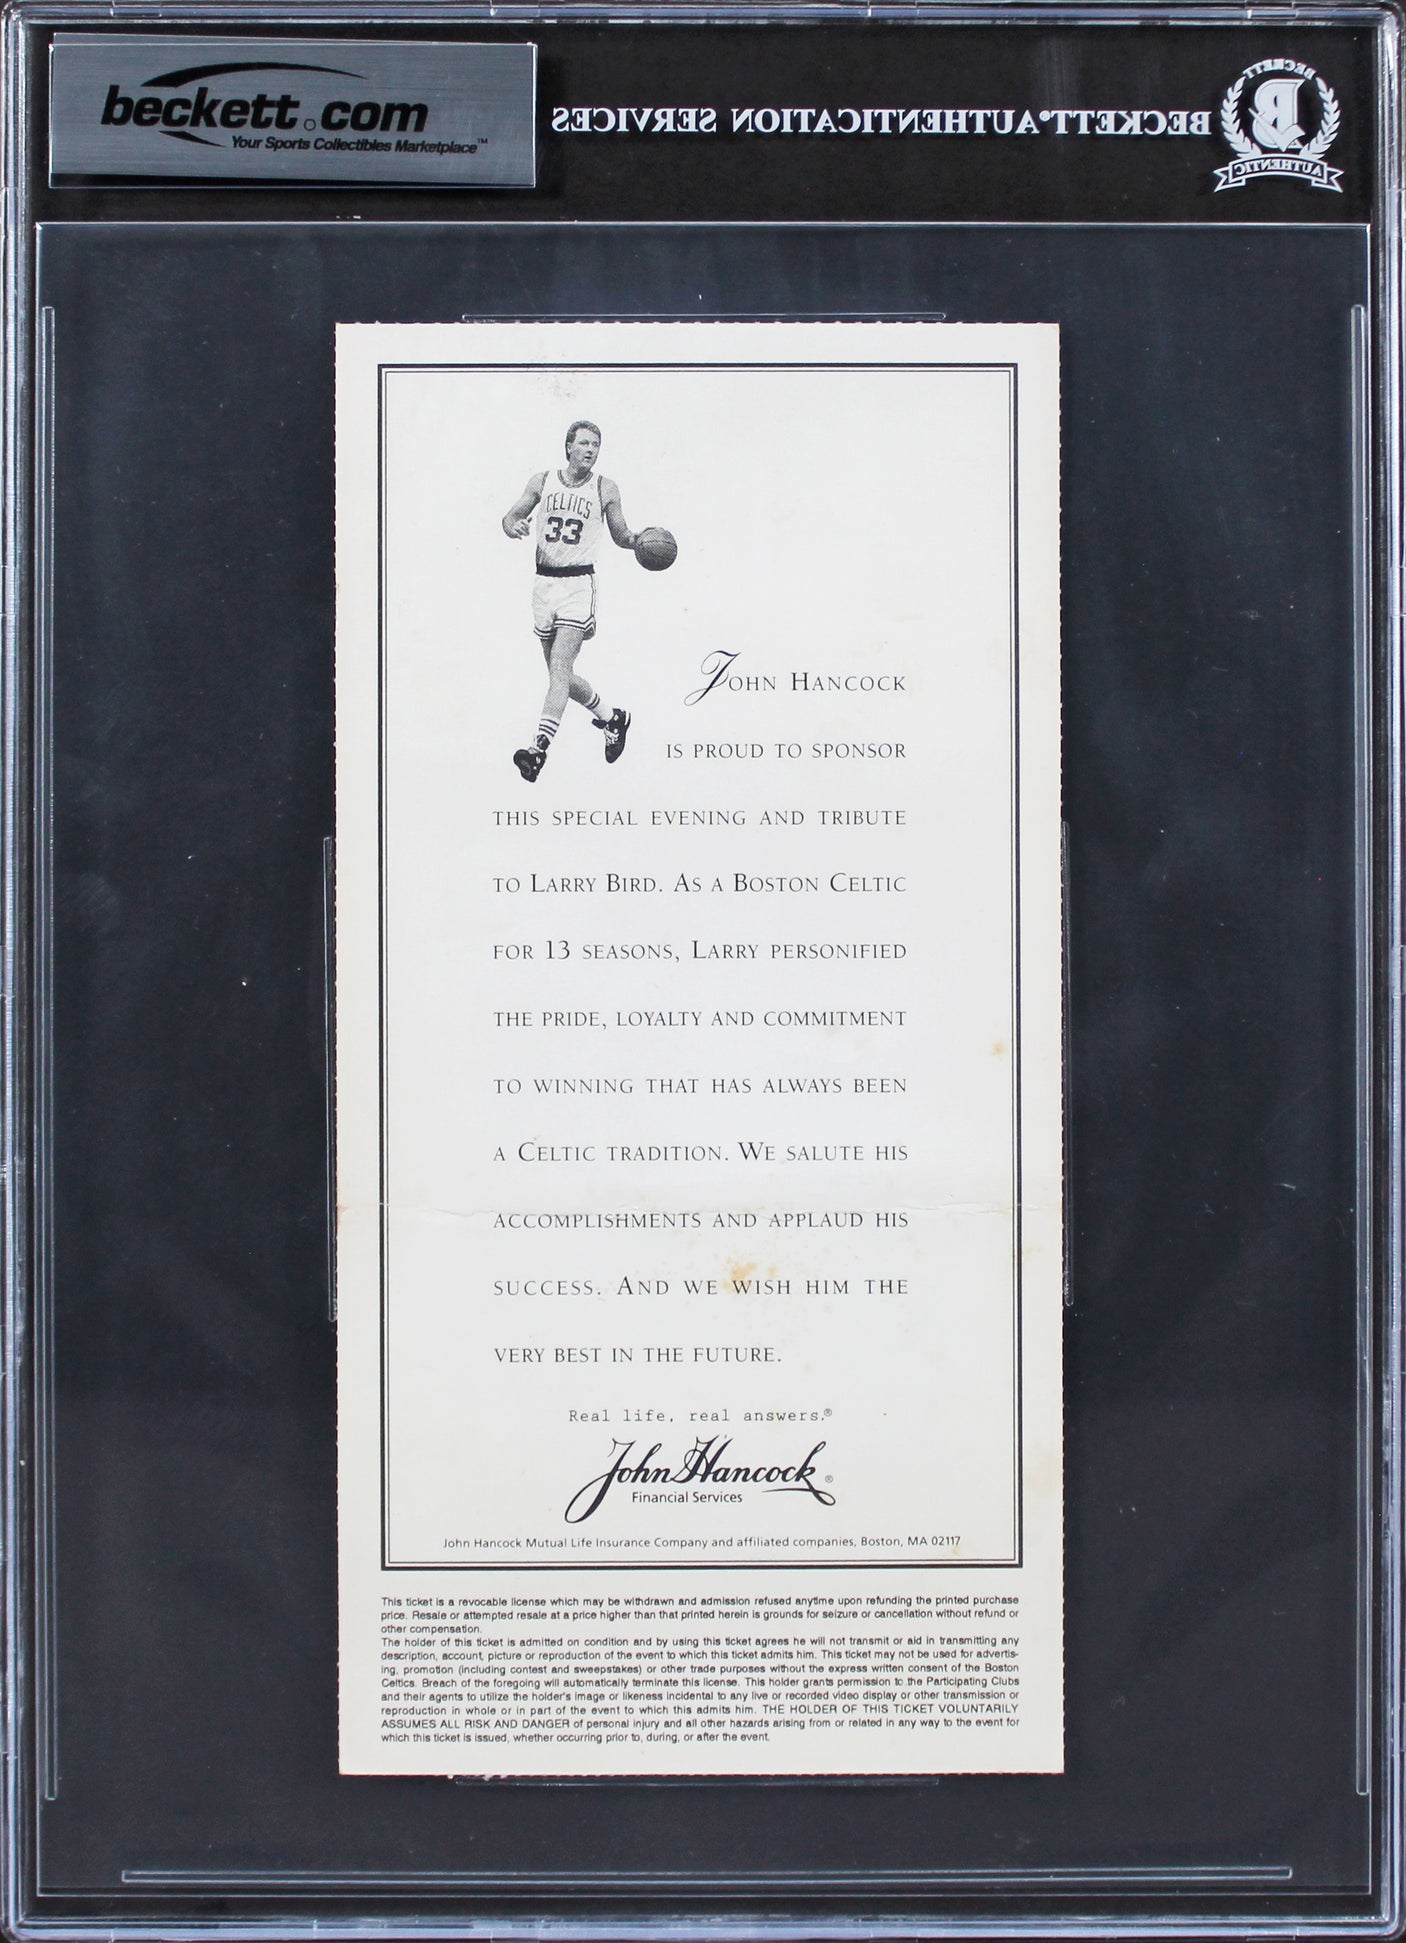 beckett.com
Your Sports Collectibles Marketplace™
BECKETT® AUTHENTICATION SERVICES
BECKETT
B
AUTHENTIC
CELTICS
33
JOHN HANCOCK
IS PROUD TO SPONSOR
THIS SPECIAL EVENING AND TRIBUTE
TO LARRY BIRD. AS A BOSTON CELTIC
FOR 13 SEASONS, LARRY PERSONIFIED
THE PRIDE, LOYALTY AND COMMITMENT
TO WINNING THAT HAS ALWAYS BEEN
A CELTIC TRADITION. WE SALUTE HIS
ACCOMPLISHMENTS AND APPLAUD HIS
SUCCESS. AND WE WISH HIM THE
VERY BEST IN THE FUTURE.
Real life, real answers.®
John Hancock®
Financial Services
John Hancock Mutual Life Insurance Company and affiliated companies, Boston, MA 02117
This ticket is a revocable license which may be withdrawn and admission refused anytime upon refunding the printed purchase
price. Resale or attempted resale at a price higher than that printed herein is grounds for seizure or cancellation without refund or
other compensation.
The holder of this ticket is admitted on condition and by using this ticket agrees he will not transmit or aid in transmitting any
description, account, picture or reproduction of the event to which this ticket admits him. This ticket may not be used for advertis-
ing, promotion (including contest and sweepstakes) or other trade purposes without the express written consent of the Boston
Celtics. Breach of the foregoing will automatically terminate this license. This holder grants permission to the Participating Clubs
and their agents to utilize the holder's image or likeness incidental to any live or recorded video display or other transmission or
reproduction in whole or in part of the event to which this admits him. THE HOLDER OF THIS TICKET VOLUNTARILY
ASSUMES ALL RISK AND DANGER of personal injury and all other hazards arising from or related in any way to the event for
which this ticket is issued, whether occurring prior to, during, or after the event.